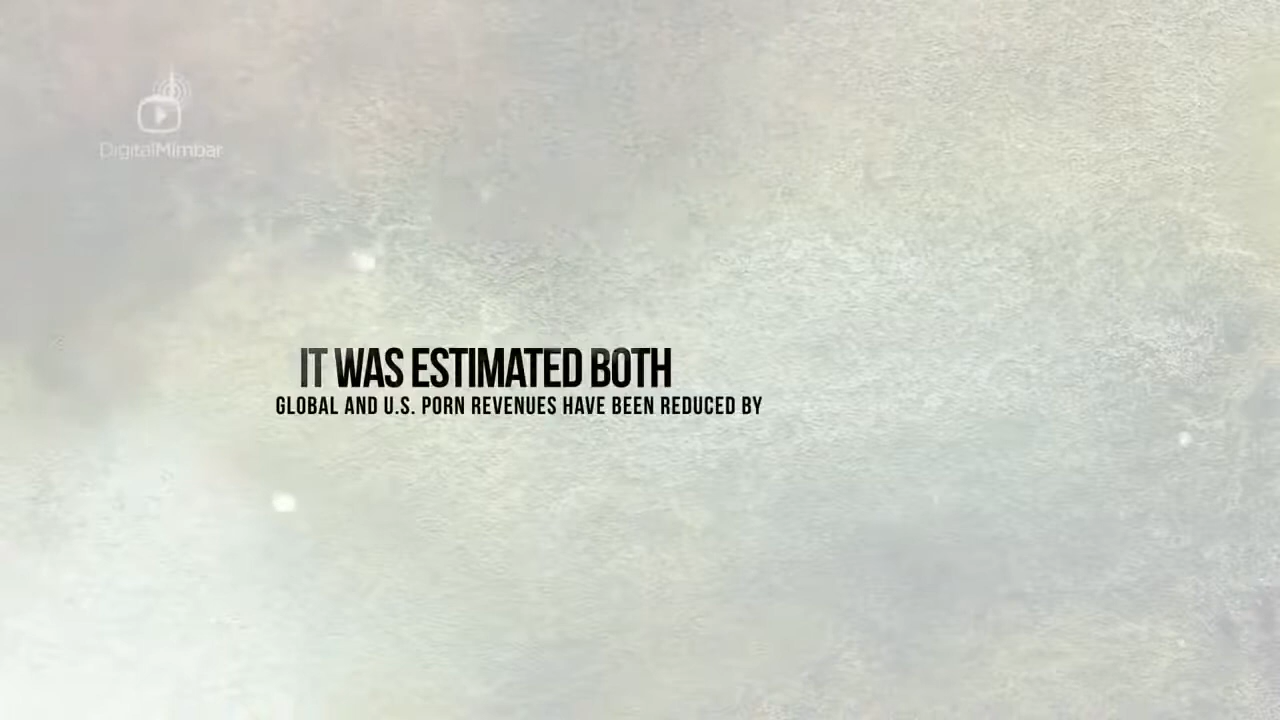 DigitalMimbar
IT WAS ESTIMATED BOTH
GLOBAL AND U.S. PORN REVENUES HAVE BEEN REDUCED BY